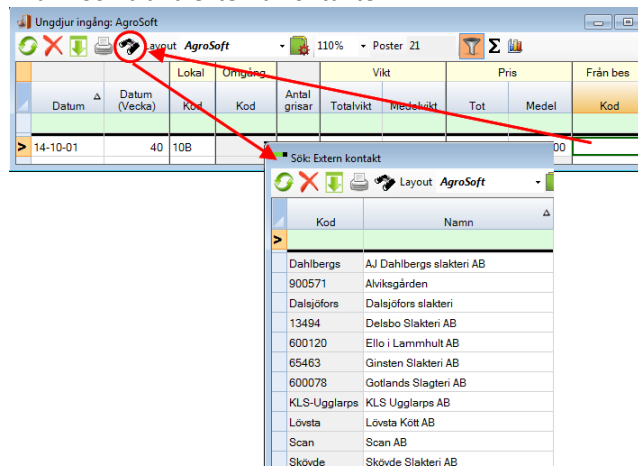 Ungdjur ingång: AgroSoft
Layout AgroSoft 110% Poster 21
Lokal Omgång Vikt Pris Från bes
Datum Datum (Vecka) Kod Kod Antal grisar Totalvikt Medelvikt Tot Medel Kod
14-10-01 40 10B 00
Sök: Extern kontakt
Layout AgroSoft
Kod Namn
Dahlbergs AJ Dahlbergs slakteri AB
900571 Alviksgården
Dalsjöfors Dalsjöfors slakteri
13494 Delsbo Slakteri AB
600120 Ello i Lammhult AB
65463 Ginsten Slakteri AB
600078 Gotlands Slagteri AB
KLS-Ugglarps KLS Ugglarps AB
Lövsta Lövsta Kött AB
Scan Scan AB
Skövde Skövde Slakteri AB